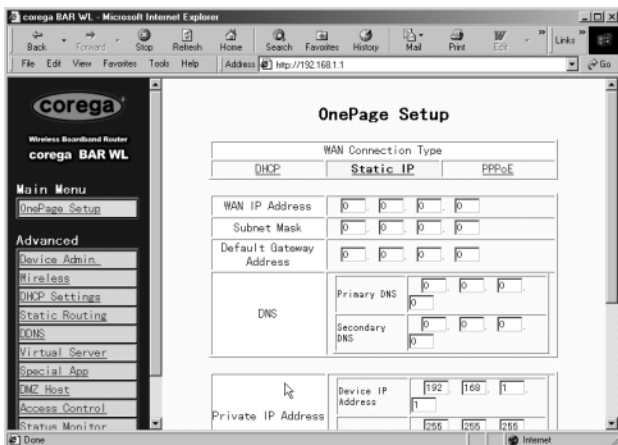 corega BAR WL - Microsoft Internet Explorer
Back Forward Stop Refresh Home Search Favorites History Mail Print Edit Links
File Edit View Favorites Tools Help Address http://192.168.1.1 Go
corega
Wireless Boardband Router
corega BAR WL
Main Menu
OnePage Setup
Advanced
Device Admin.
Wireless
DHCP Settings
Static Routing
DDNS
Virtual Server
Special App
DMZ Host
Access Control
Status Monitor
OnePage Setup
WAN Connection Type
DHCP Static IP PPPoE
WAN IP Address 0. 0. 0. 0
Subnet Mask 0. 0. 0. 0
Default Gateway Address 0. 0. 0. 0
DNS
Primary DNS 0. 0. 0.
0
Secondary DNS 0. 0. 0.
0
Private IP Address
Device IP Address 192. 168. 1.
1
255. 255. 255.
Done Internet